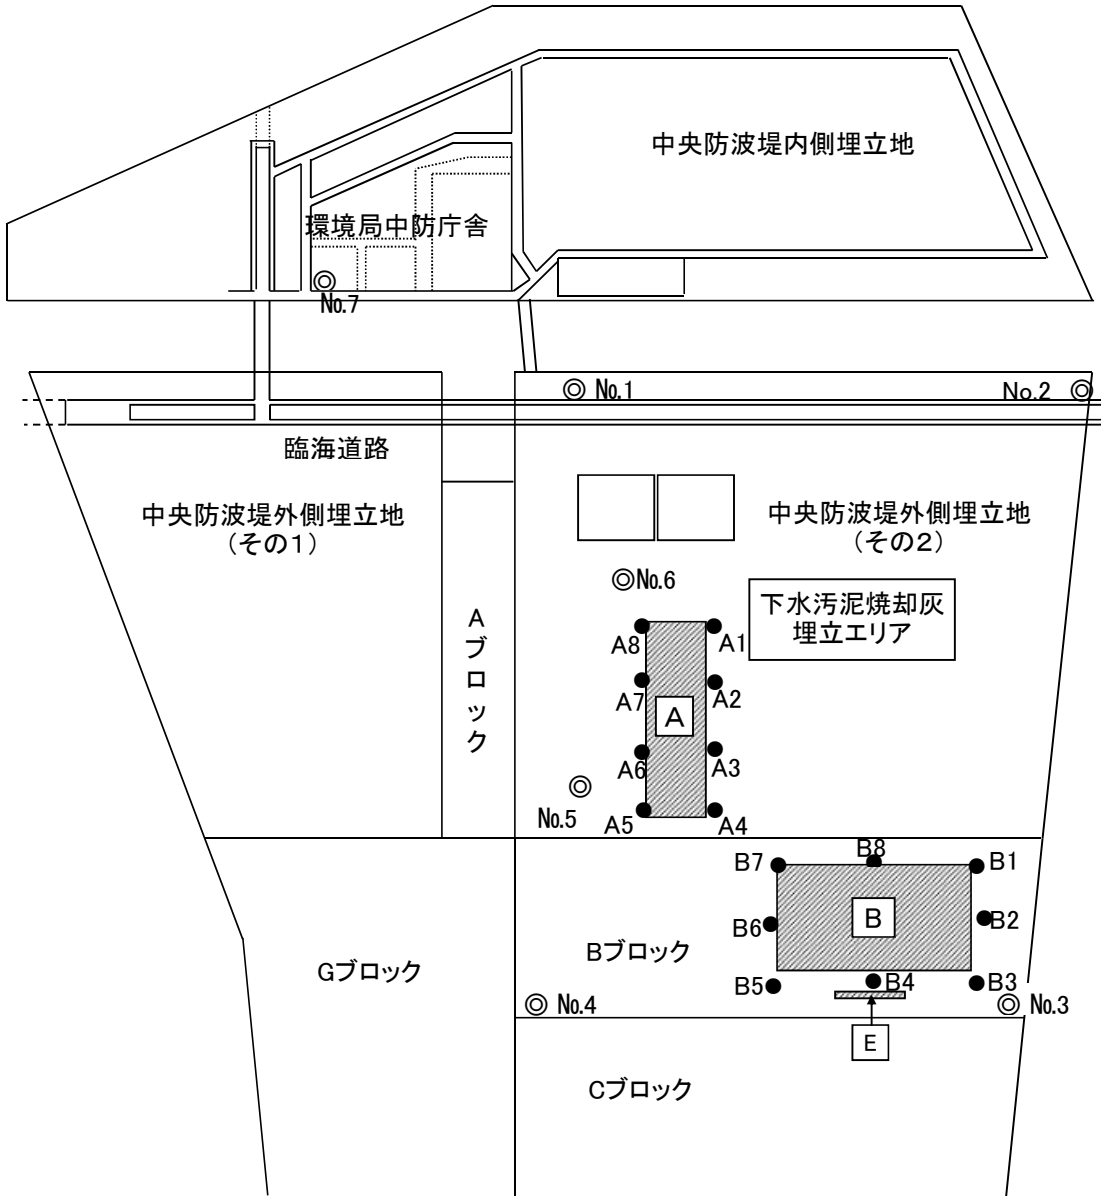 中央防波堤内側埋立地
環境局中防庁舎
No.7
No.1
No.2
臨海道路
中央防波堤外側埋立地
(その1)
中央防波堤外側埋立地
(その2)
No.6
下水汚泥焼却灰
埋立エリア
Aブロック
A8
A1
A7
A2
A
A6
A3
No.5
A5
A4
B7
B8
B1
B6
B
B2
Bブロック
Gブロック
B5
B4
B3
No.4
No.3
E
Cブロック